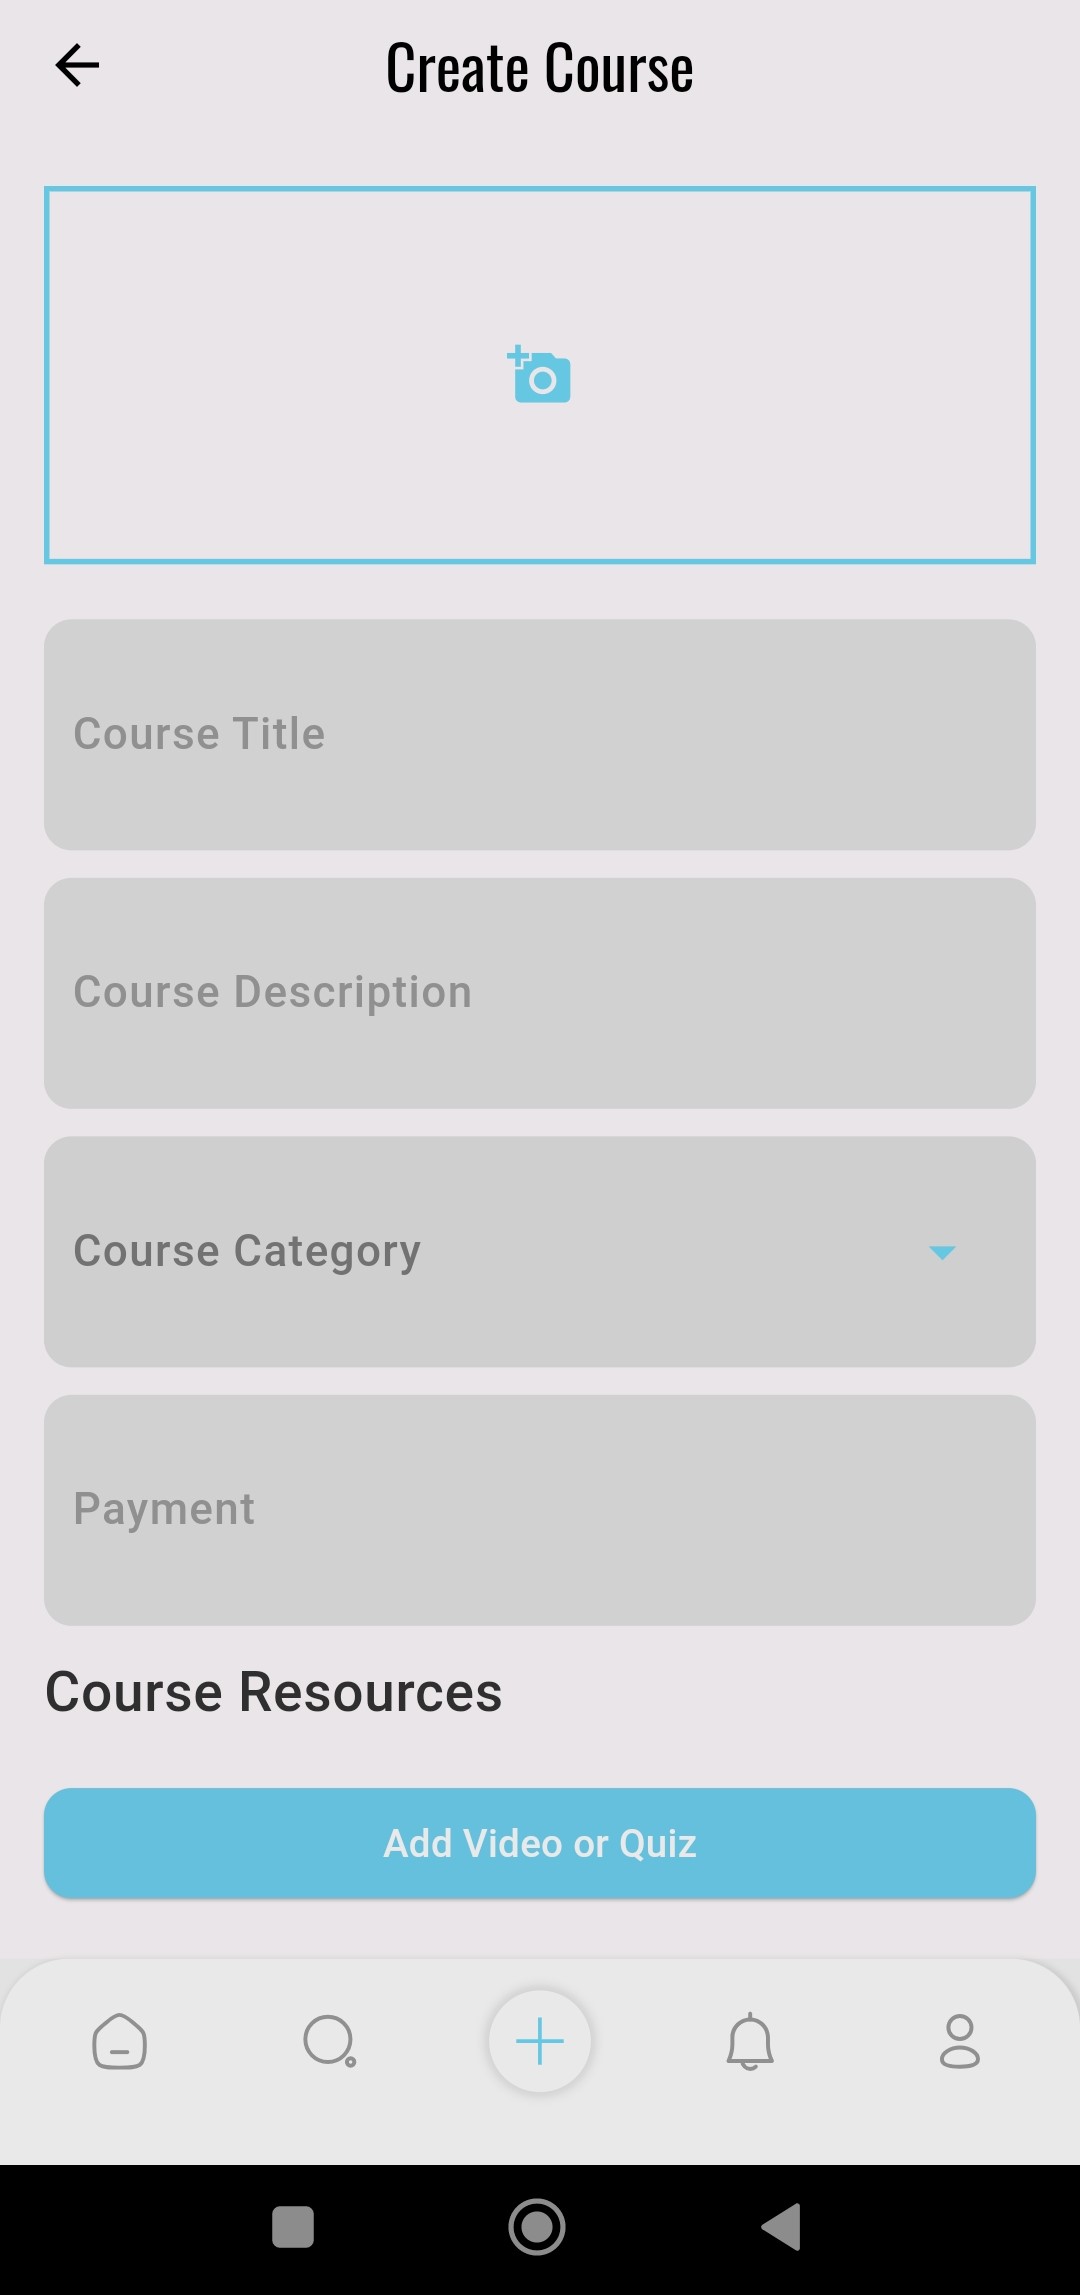 Create Course
Course Title
Course Description
Course Category
Payment
Course Resources
Add Video or Quiz